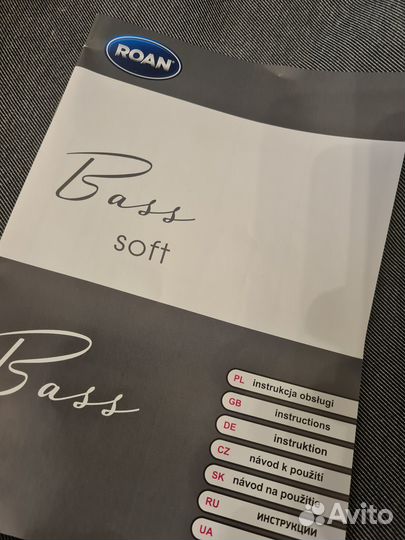 ROAN
Bass
soft
Bass
PL instrukcja obsługi
GB instructions
DE instruktion
CZ návod k použití
SK návod na použitie
RU ИНСТРУКЦИИ
UA
Avito